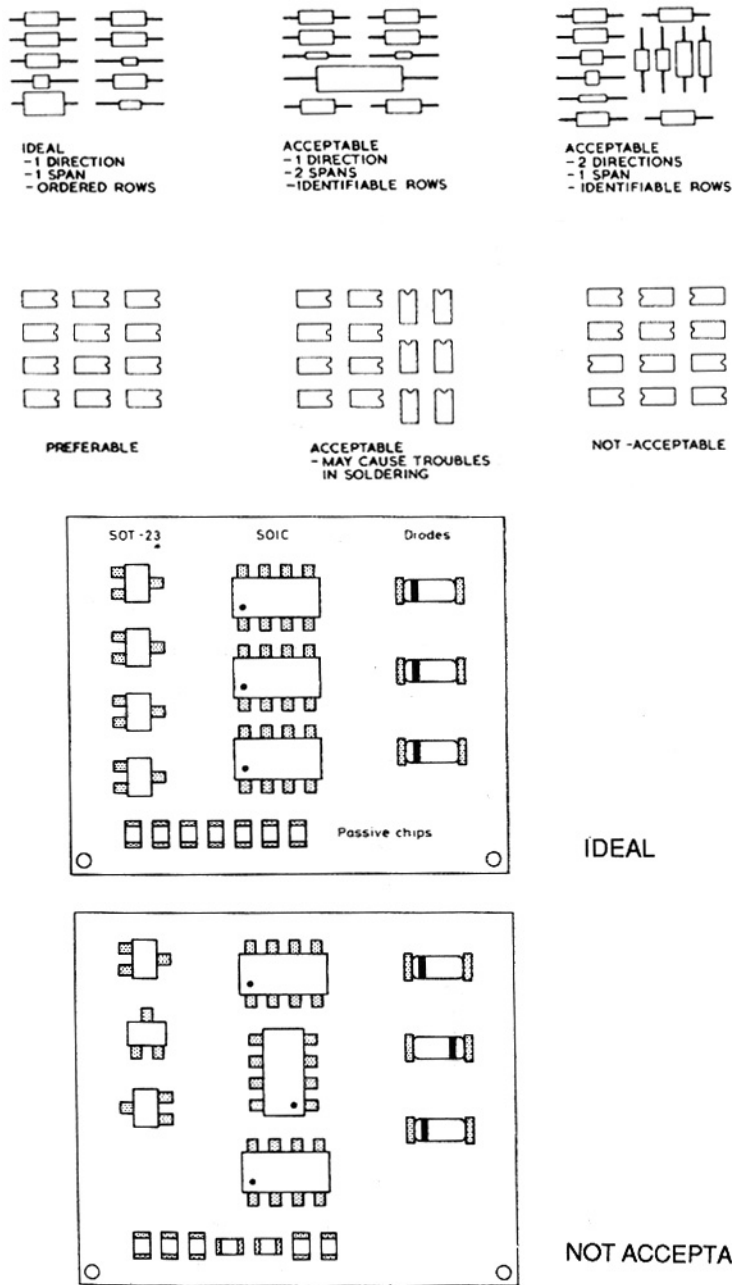 IDEAL
-1 DIRECTION
-1 SPAN
- ORDERED ROWS
ACCEPTABLE
-1 DIRECTION
-2 SPANS
-IDENTIFIABLE ROWS
ACCEPTABLE
-2 DIRECTIONS
-1 SPAN
- IDENTIFIABLE ROWS
PREFERABLE
ACCEPTABLE
- MAY CAUSE TROUBLES
IN SOLDERING
NOT -ACCEPTABLE
SOT -23
SOIC
Diodes
Passive chips
IDEAL
NOT ACCEPTA